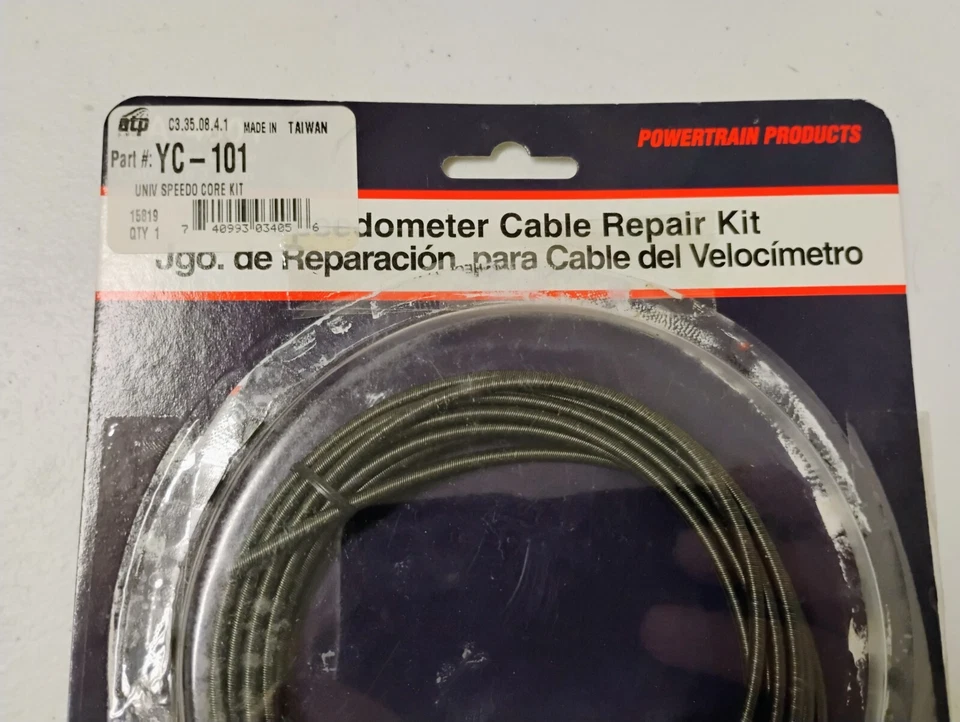 atp C3.35.08.4.1 MADE IN TAIWAN
Part #: YC-101
UNIV SPEEDO CORE KIT
15819
QTY 1
7 40993 03405 6
POWERTRAIN PRODUCTS
edometer Cable Repair Kit
Jgo. de Reparación para Cable del Velocímetro